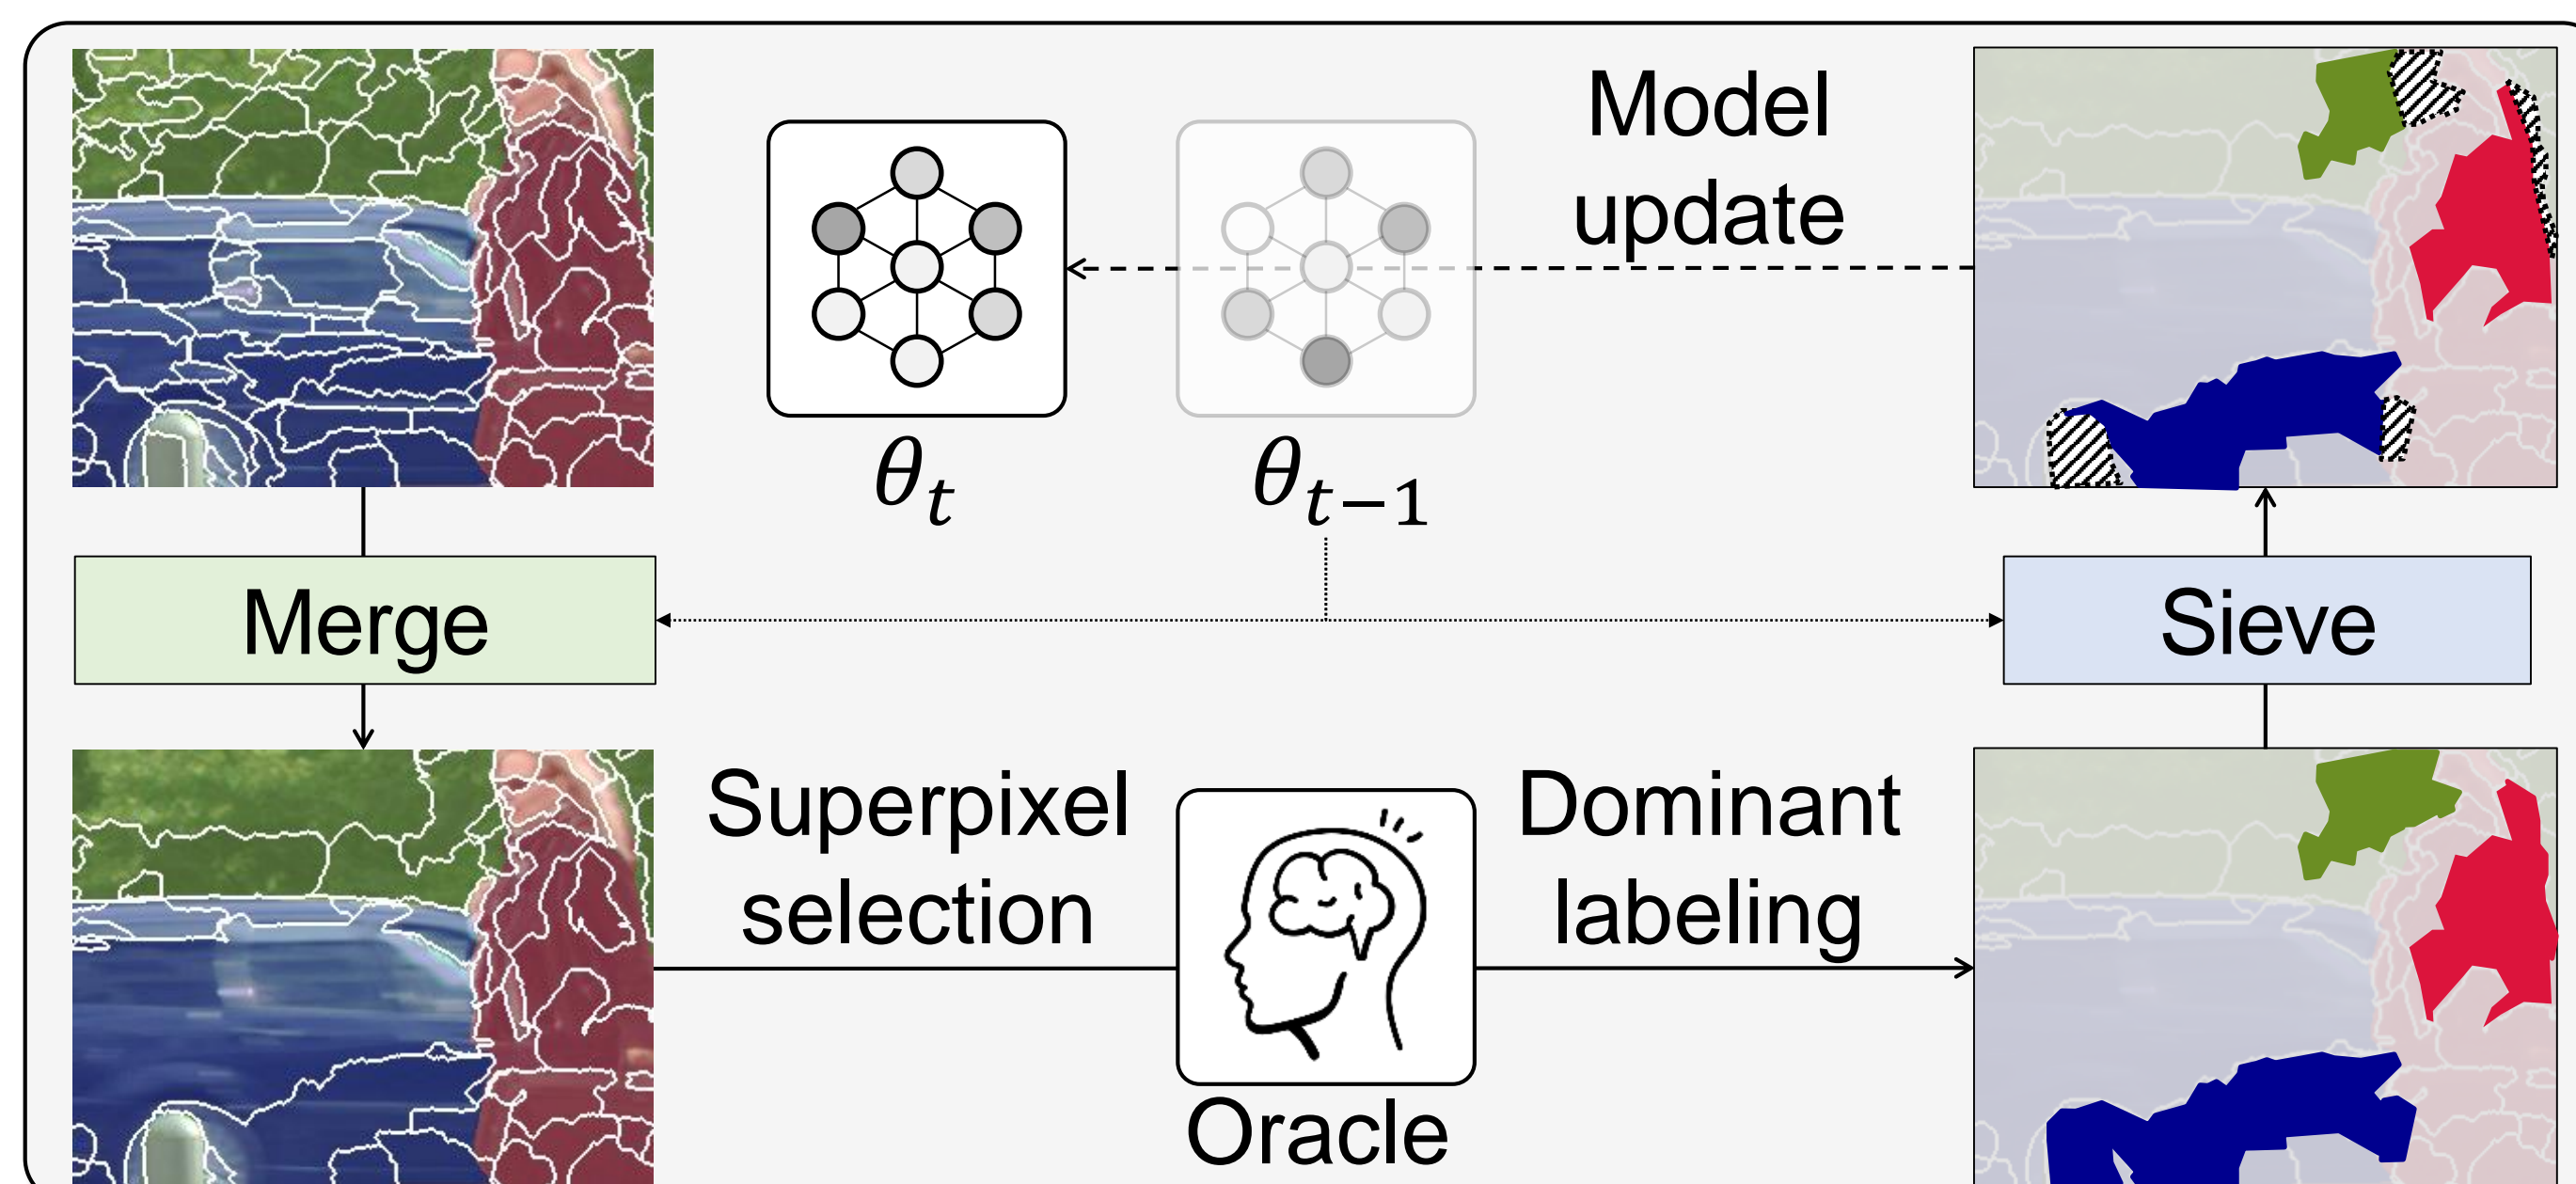 Model
update
θt
θt−1
Merge
Sieve
Superpixel
selection
Dominant
labeling
Oracle